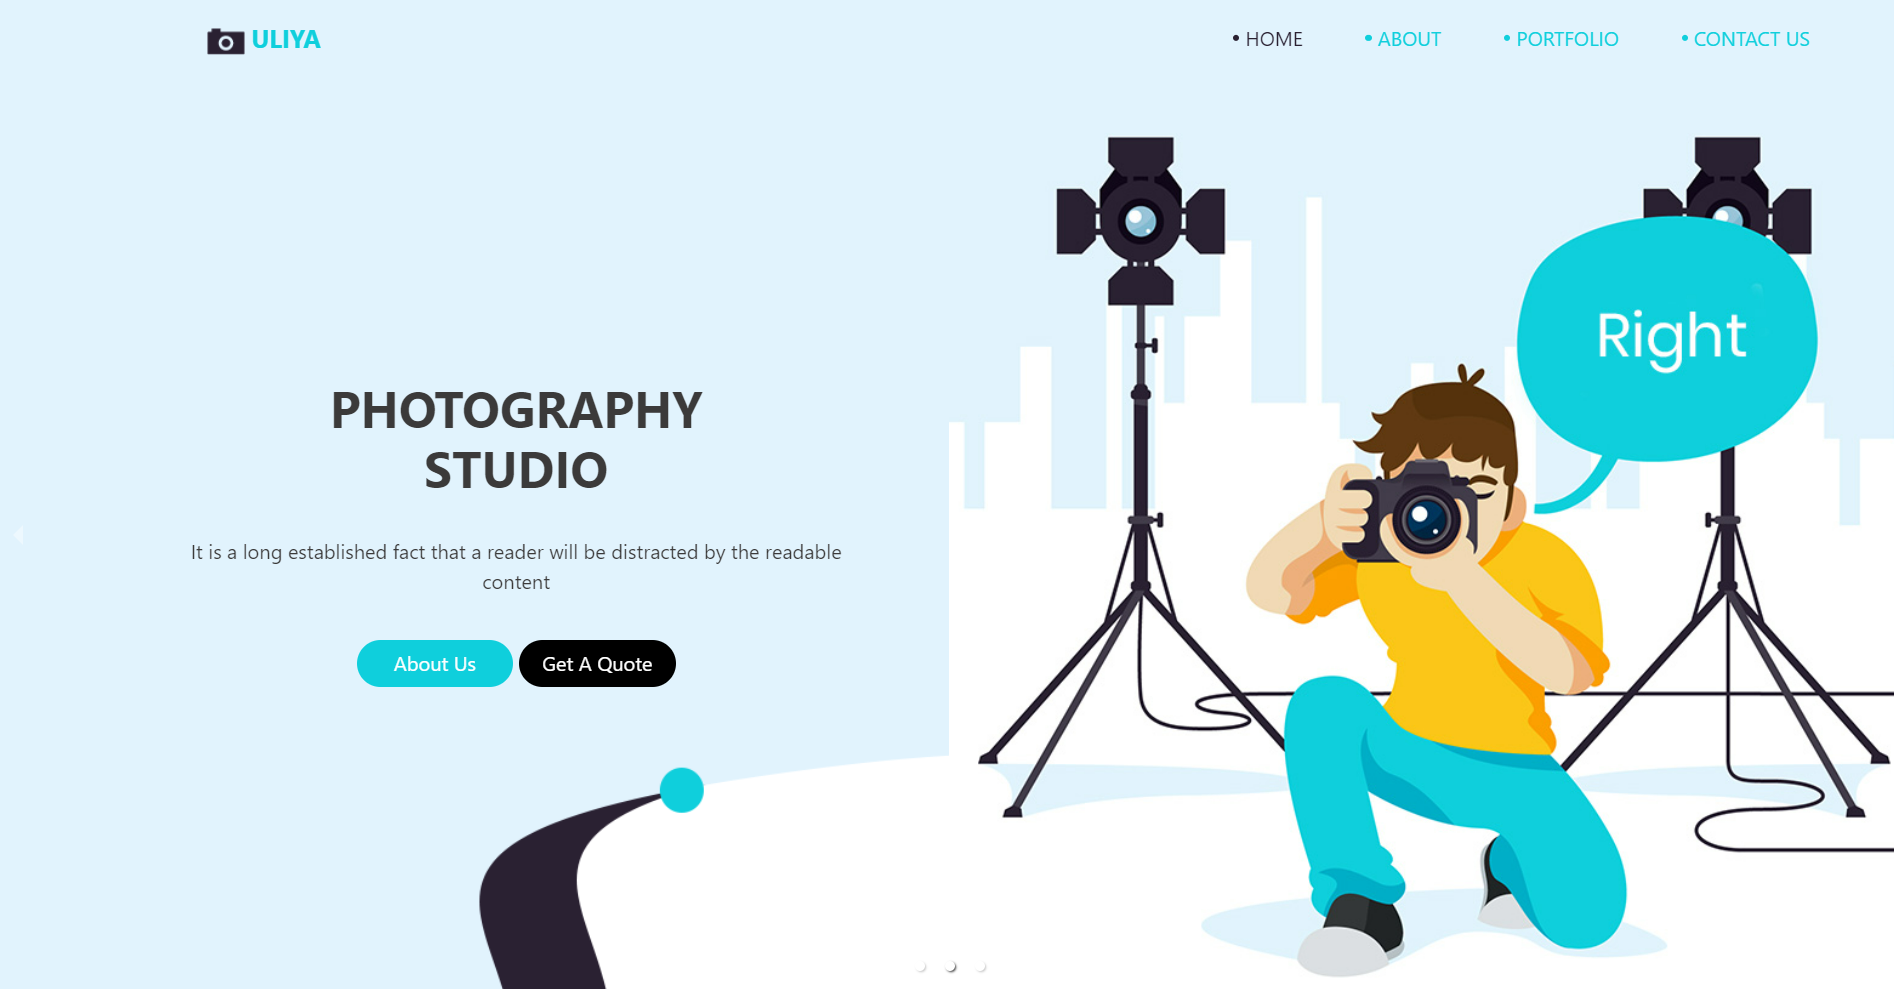 ULIYA
• HOME
• ABOUT
• PORTFOLIO
• CONTACT US
Right
PHOTOGRAPHY
STUDIO
It is a long established fact that a reader will be distracted by the readable
content
About Us
Get A Quote